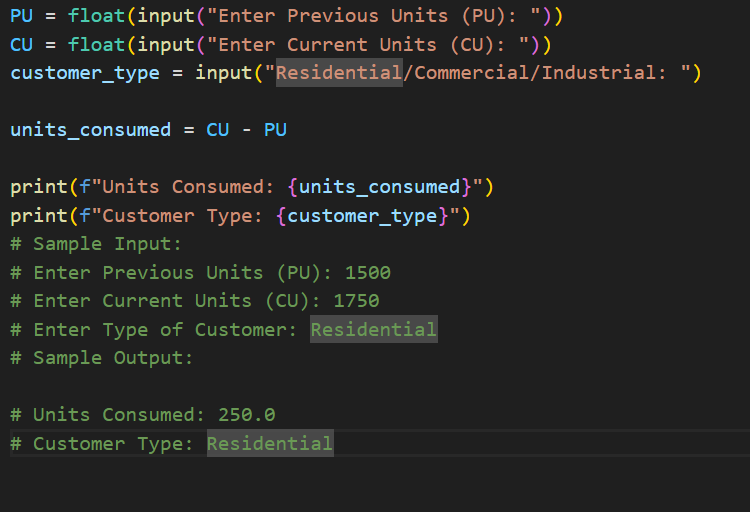 PU = float(input("Enter Previous Units (PU): "))
CU = float(input("Enter Current Units (CU): "))
customer_type = input("Residential/Commercial/Industrial: ")
units_consumed = CU - PU
print(f"Units Consumed: {units_consumed}")
print(f"Customer Type: {customer_type}")
# Sample Input:
# Enter Previous Units (PU): 1500
# Enter Current Units (CU): 1750
# Enter Type of Customer: Residential
# Sample Output:
# Units Consumed: 250.0
# Customer Type: Residential